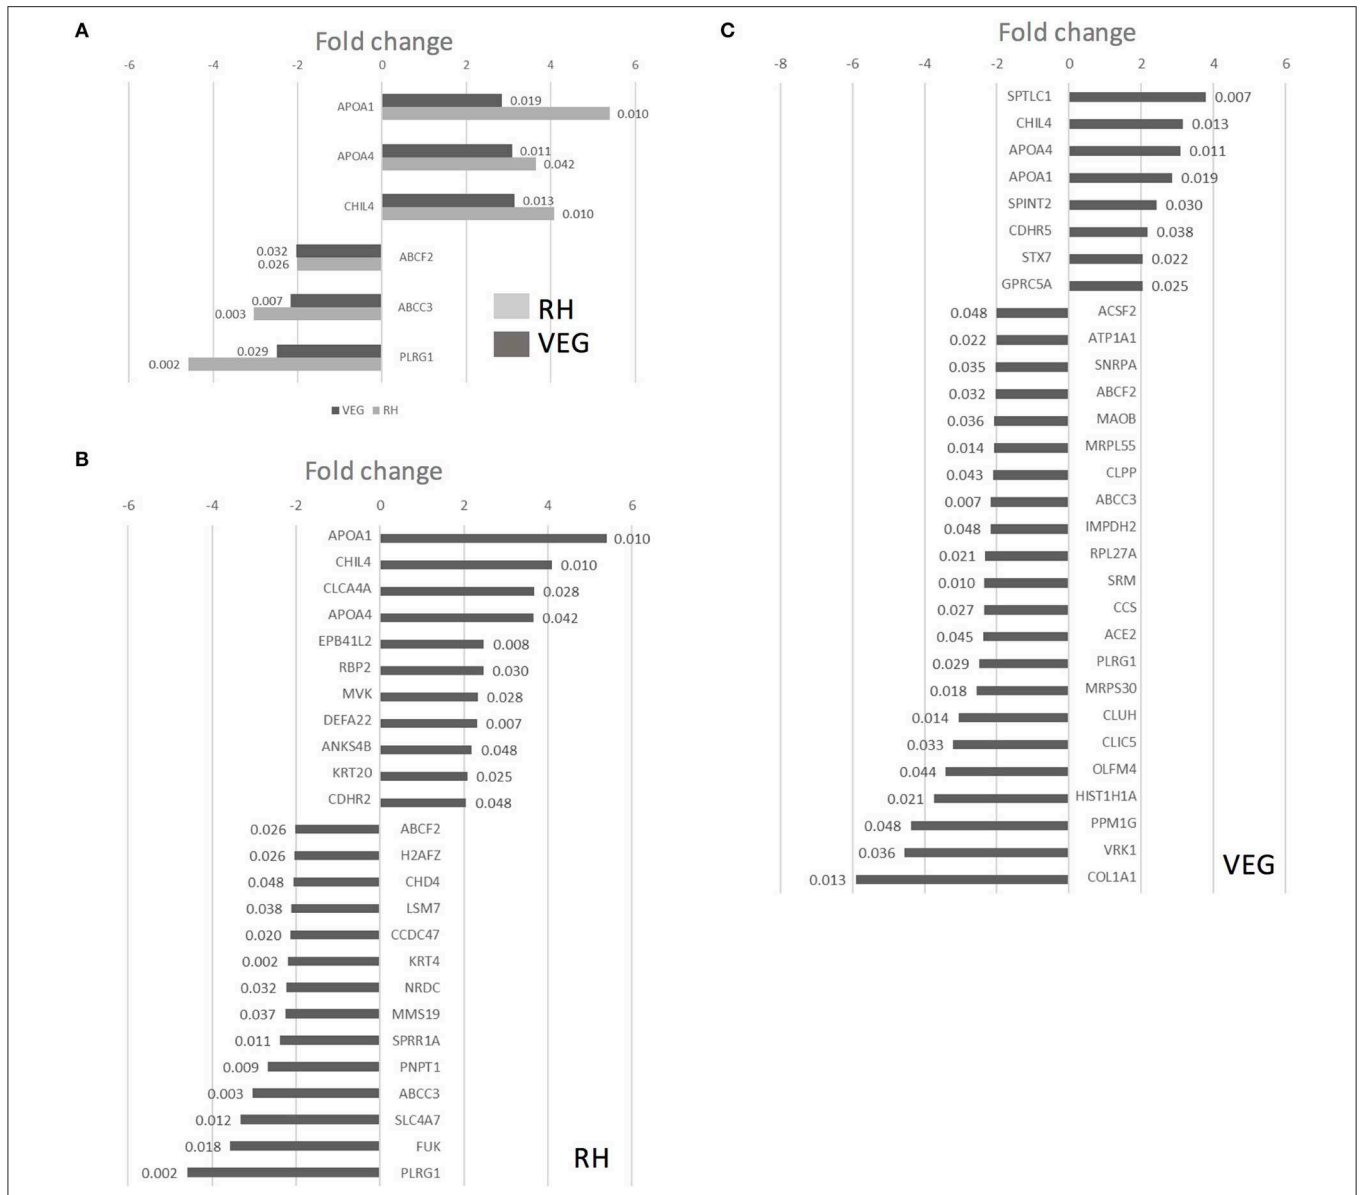 A
Fold change
-6 -4 -2 0 2 4 6
APOA1 0.019
0.010
APOA4 0.011
0.042
CHIL4 0.013
0.010
0.032 ABCF2
0.026
0.007 ABCC3
0.003
0.029 PLRG1
0.002
RH
VEG
VEG RH
B
Fold change
-6 -4 -2 0 2 4 6
APOA1 0.010
CHIL4 0.010
CLCA4A 0.028
APOA4 0.042
EPB41L2 0.008
RBP2 0.030
MVK 0.028
DEFA22 0.007
ANKS4B 0.048
KRT20 0.025
CDHR2 0.048
0.026 ABCF2
0.026 H2AFZ
0.048 CHD4
0.038 LSM7
0.020 CCDC47
0.002 KRT4
0.032 NRDC
0.037 MMS19
0.011 SPRR1A
0.009 PNPT1
0.003 ABCC3
0.012 SLC4A7
0.018 FUK
0.002 PLRG1
RH
C
Fold change
-8 -6 -4 -2 0 2 4 6
SPTLC1 0.007
CHIL4 0.013
APOA4 0.011
APOA1 0.019
SPINT2 0.030
CDHR5 0.038
STX7 0.022
GPRC5A 0.025
0.048 ACSF2
0.022 ATP1A1
0.035 SNRPA
0.032 ABCF2
0.036 MAOB
0.014 MRPL55
0.043 CLPP
0.007 ABCC3
0.048 IMPDH2
0.021 RPL27A
0.010 SRM
0.027 CCS
0.045 ACE2
0.029 PLRG1
0.018 MRPS30
0.014 CLUH
0.033 CLIC5
0.044 OLFM4
0.021 HIST1H1A
0.048 PPM1G
0.036 VRK1
0.013 COL1A1
VEG